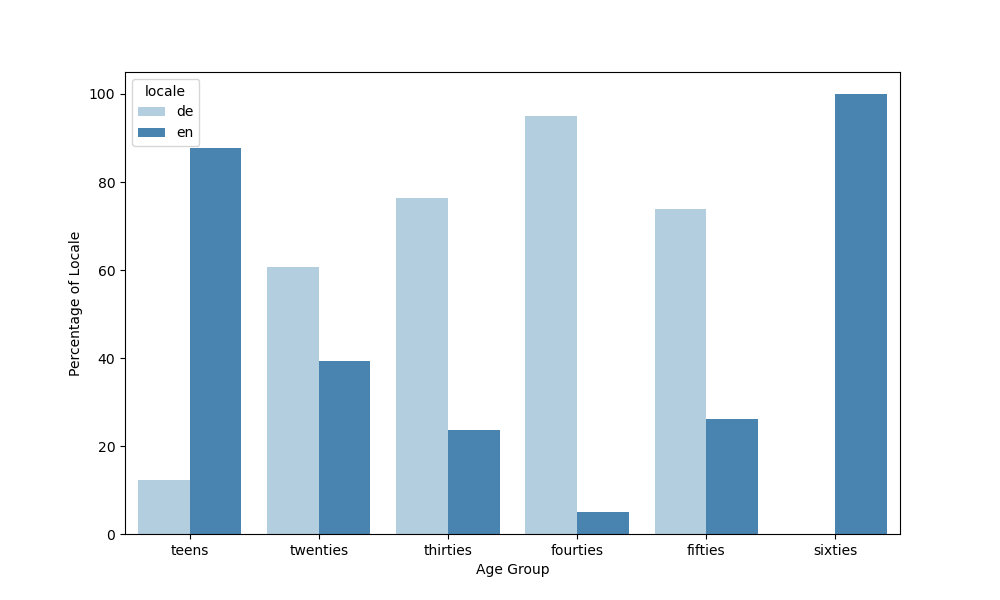 locale
de
en
100
80
60
40
20
0
Percentage of Locale
teens twenties thirties fourties fifties sixties
Age Group